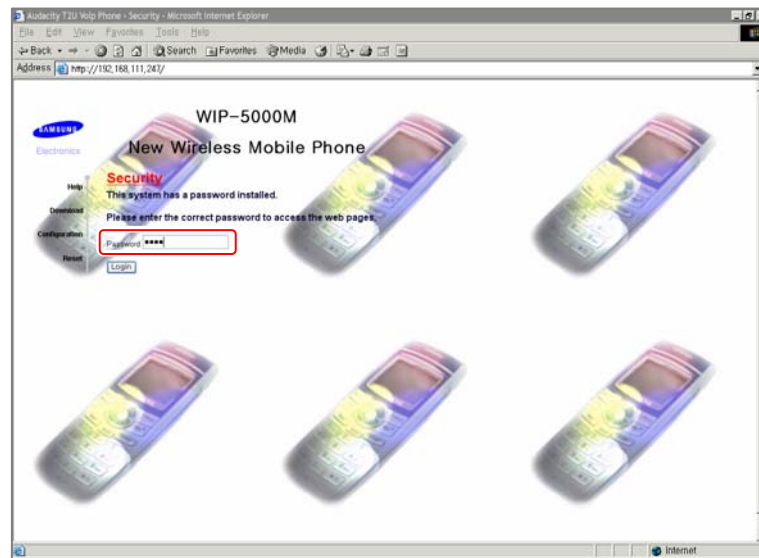 Audacity T2U VoIp Phone - Security - Microsoft Internet Explorer
File Edit View Favorites Tools Help
Back Search Favorites Media
Address http://192,168,111,247/
WIP-5000M
SAMSUNG
New Wireless Mobile Phone
Electronics
Security
Help
This system has a password installed.
Download
Please enter the correct password to access the web pages.
Configuration
Password ••••
Reset
Login
Internet